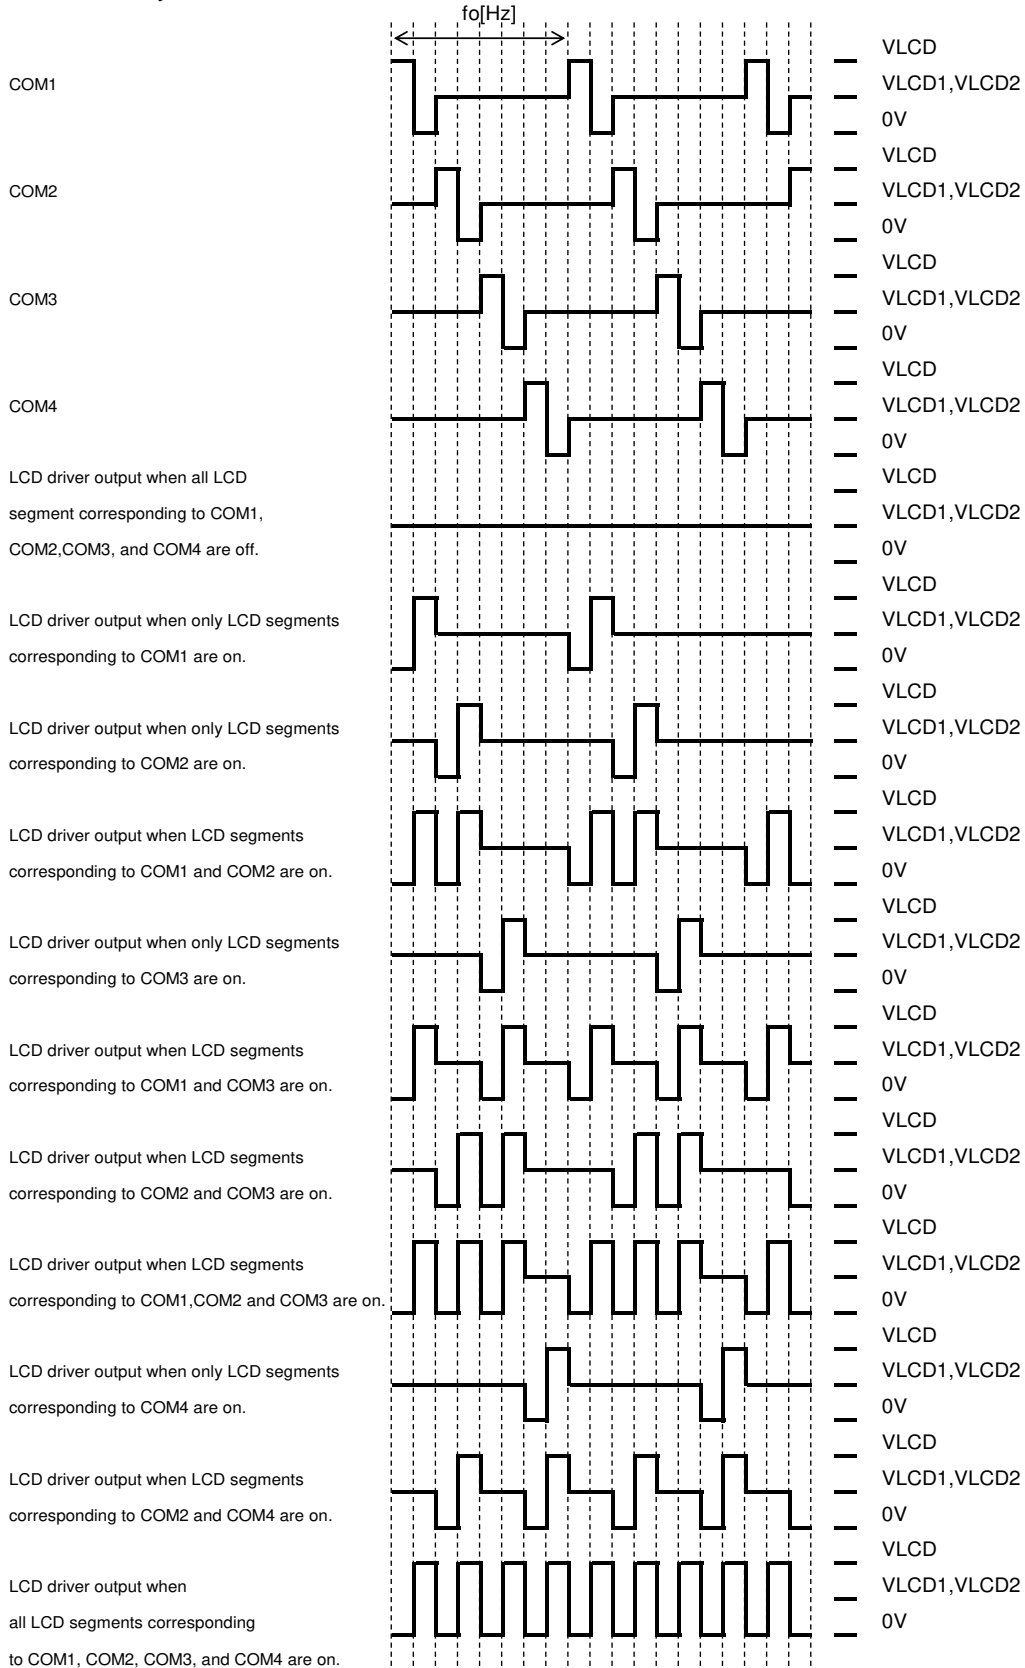 fo[Hz]
VLCD
COM1
VLCD1,VLCD2
0V
VLCD
COM2
VLCD1,VLCD2
0V
VLCD
COM3
VLCD1,VLCD2
0V
VLCD
COM4
VLCD1,VLCD2
0V
LCD driver output when all LCD
VLCD
segment corresponding to COM1,
VLCD1,VLCD2
COM2,COM3, and COM4 are off.
0V
VLCD
LCD driver output when only LCD segments
VLCD1,VLCD2
corresponding to COM1 are on.
0V
VLCD
LCD driver output when only LCD segments
VLCD1,VLCD2
corresponding to COM2 are on.
0V
VLCD
LCD driver output when LCD segments
VLCD1,VLCD2
corresponding to COM1 and COM2 are on.
0V
VLCD
LCD driver output when only LCD segments
VLCD1,VLCD2
corresponding to COM3 are on.
0V
VLCD
LCD driver output when LCD segments
VLCD1,VLCD2
corresponding to COM1 and COM3 are on.
0V
VLCD
LCD driver output when LCD segments
VLCD1,VLCD2
corresponding to COM2 and COM3 are on.
0V
VLCD
LCD driver output when LCD segments
VLCD1,VLCD2
corresponding to COM1,COM2 and COM3 are on.
0V
VLCD
LCD driver output when only LCD segments
VLCD1,VLCD2
corresponding to COM4 are on.
0V
VLCD
LCD driver output when LCD segments
VLCD1,VLCD2
corresponding to COM2 and COM4 are on.
0V
VLCD
LCD driver output when
VLCD1,VLCD2
all LCD segments corresponding
0V
to COM1, COM2, COM3, and COM4 are on.